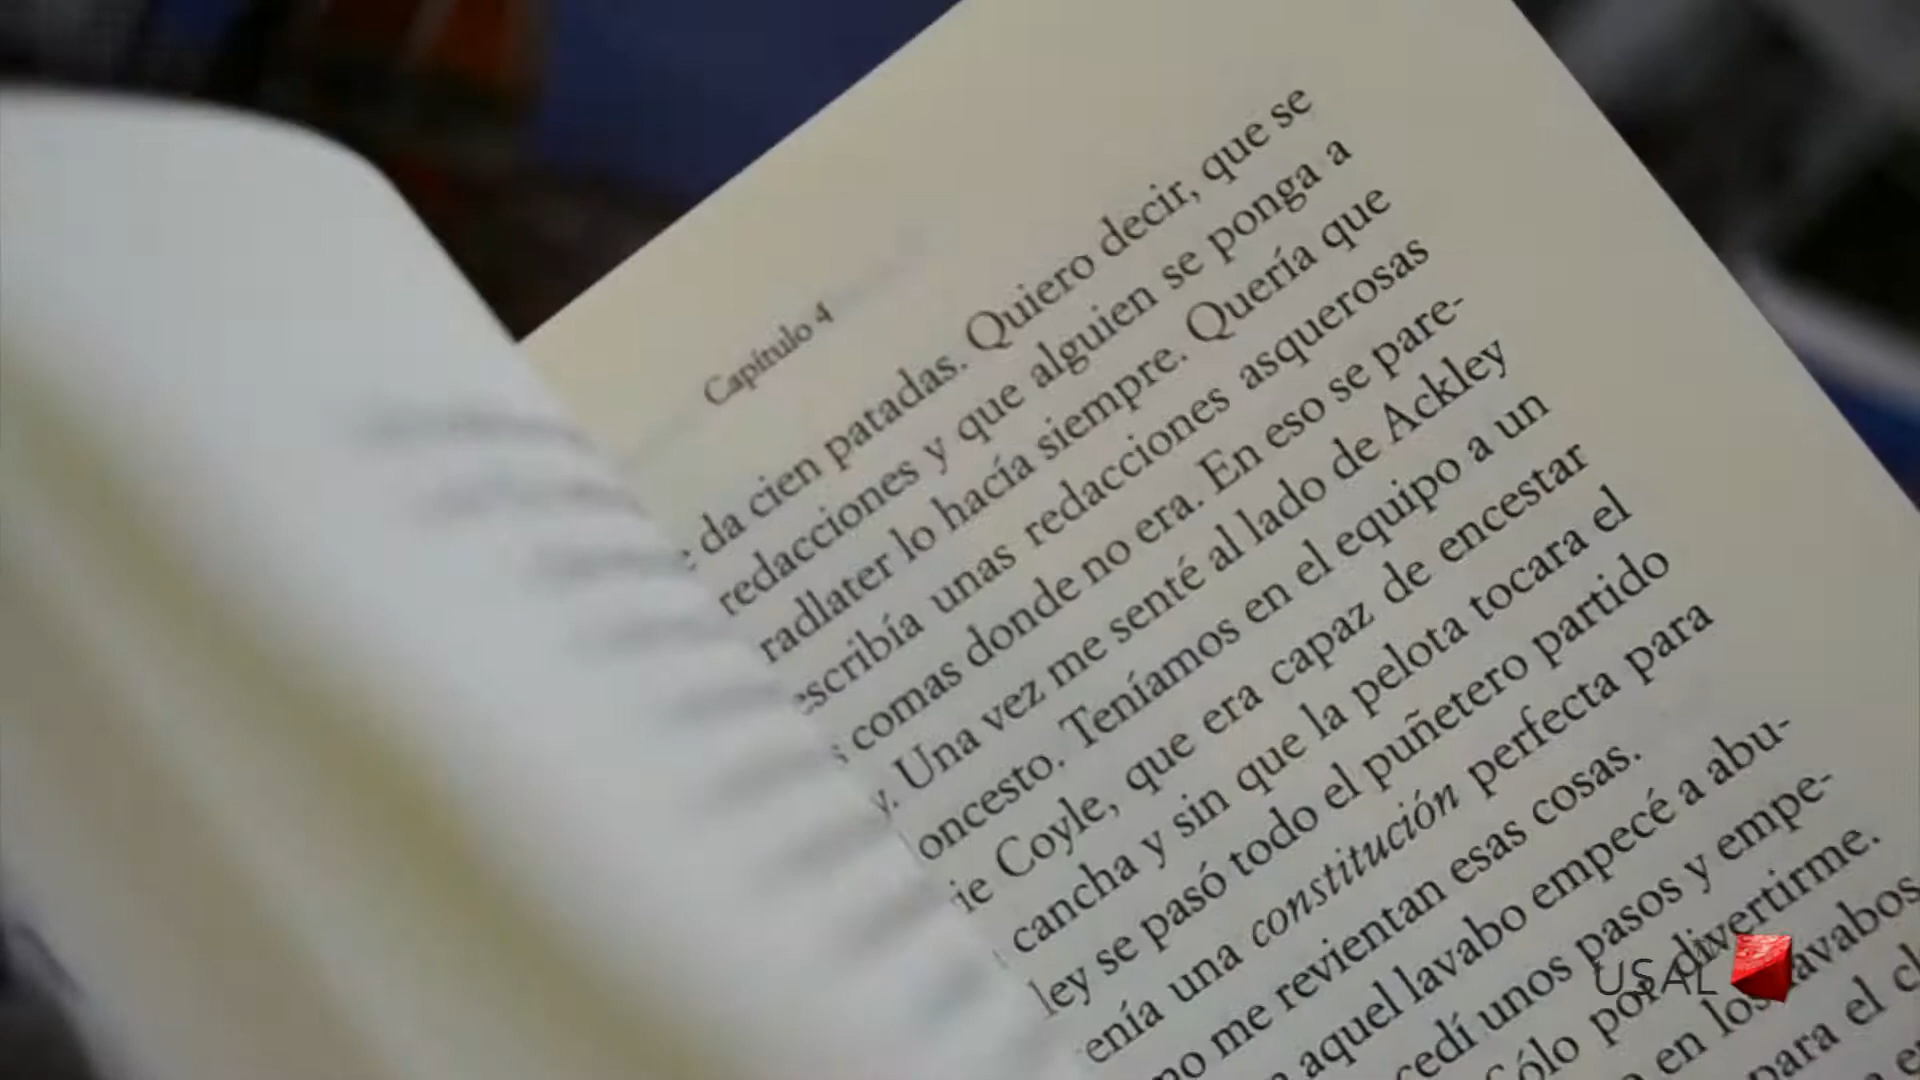 Capítulo 4
da cien patadas. Quiero decir, que se
redacciones y que alguien se ponga a
radlater lo hacía siempre. Quería que
escribía unas redacciones asquerosas
comas donde no era. En eso se pare-
y. Una vez me senté al lado de Ackley
oncesto. Teníamos en el equipo a un
ie Coyle, que era capaz de encestar
cancha y sin que la pelota tocara el
ley se pasó todo el puñetero partido
enía una constitución perfecta para
no me revientan esas cosas.
aquel lavabo empecé a abu-
cedí unos pasos y empe-
Sólo por divertirme.
en los lavabos
para el cl
USAL